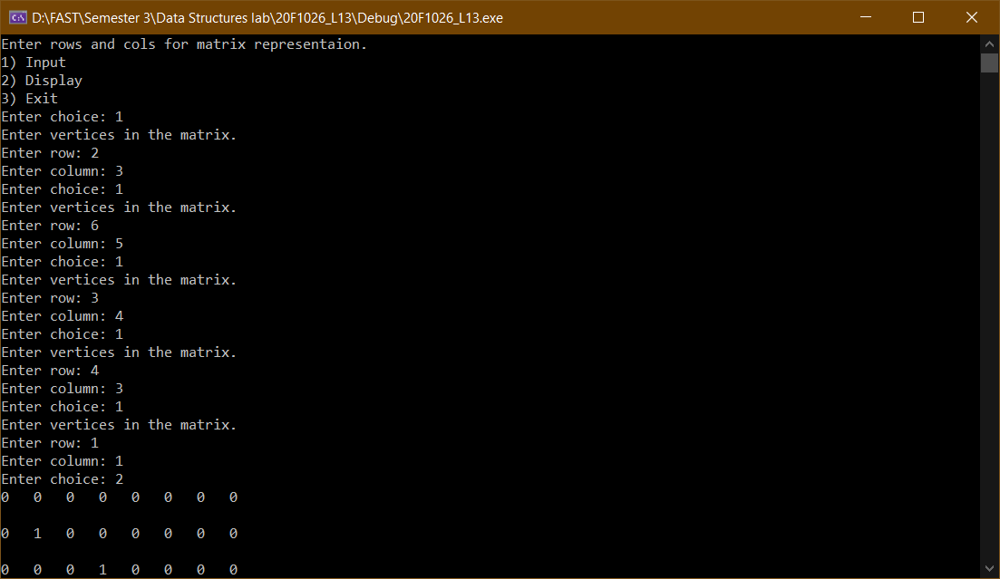 D:\FAST\Semester 3\Data Structures lab\20F1026_L13\Debug\20F1026_L13.exe
Enter rows and cols for matrix representaion.
1) Input
2) Display
3) Exit
Enter choice: 1
Enter vertices in the matrix.
Enter row: 2
Enter column: 3
Enter choice: 1
Enter vertices in the matrix.
Enter row: 6
Enter column: 5
Enter choice: 1
Enter vertices in the matrix.
Enter row: 3
Enter column: 4
Enter choice: 1
Enter vertices in the matrix.
Enter row: 4
Enter column: 3
Enter choice: 1
Enter vertices in the matrix.
Enter row: 1
Enter column: 1
Enter choice: 2
0   0   0   0   0   0   0   0
0   1   0   0   0   0   0   0
0   0   0   1   0   0   0   0